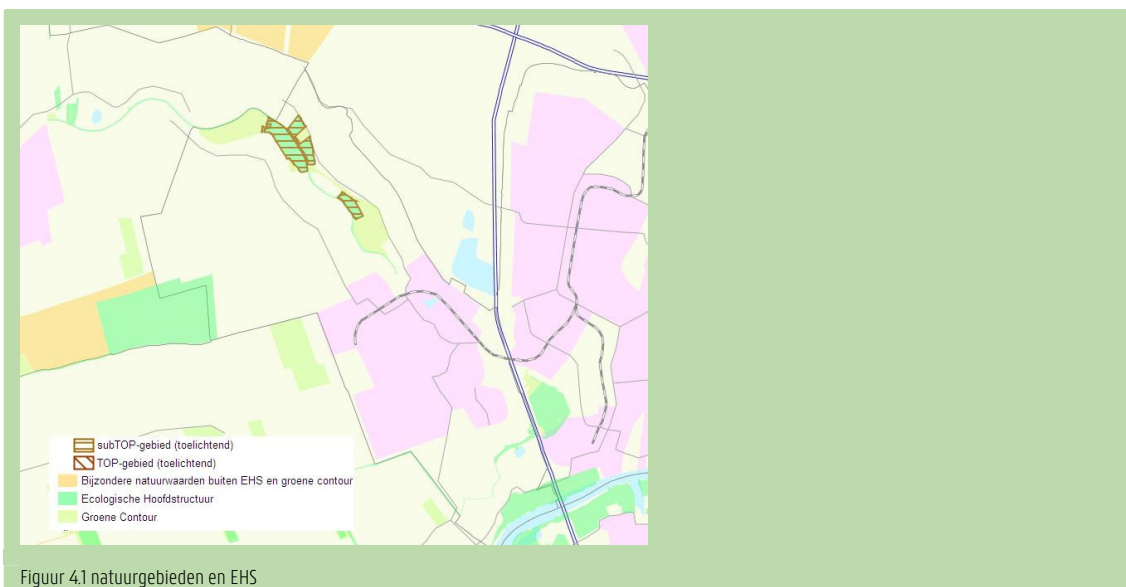 subTOP-gebied (toelichtend)
TOP-gebied (toelichtend)
Bijzondere natuurwaarden buiten EHS en groene contour
Ecologische Hoofdstructuur
Groene Contour
Figuur 4.1 natuurgebieden en EHS